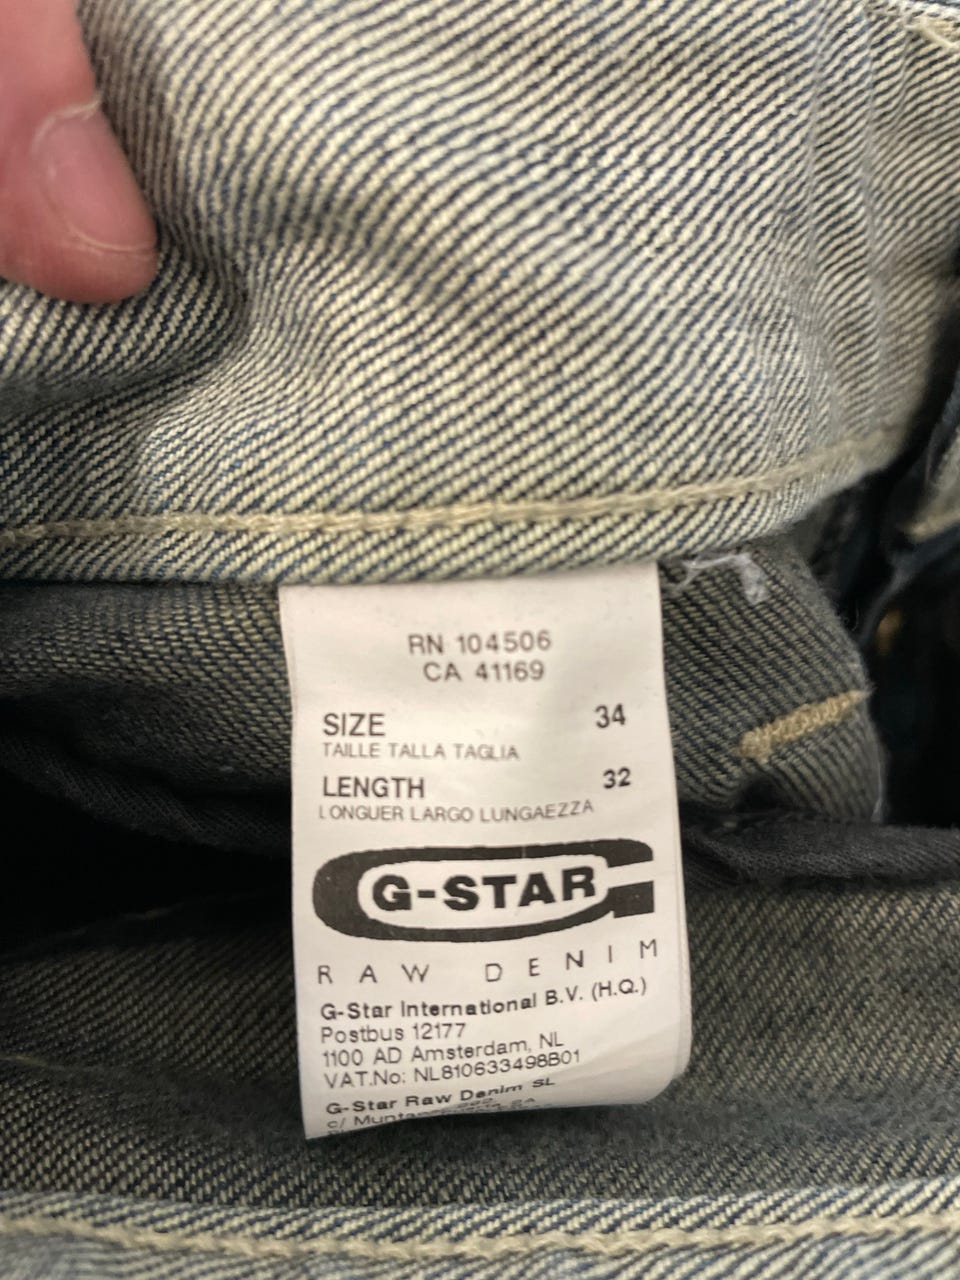 RN 104506
CA 41169
SIZE 34
TAILLE TALLA TAGLIA
LENGTH 32
LONGUER LARGO LUNGAEZZA
G-STAR
RAW DENIM
G-Star International B.V. (H.Q.)
Postbus 12177
1100 AD Amsterdam, NL
VAT.No: NL810633498B01
G-Star Raw Denim SL
c/